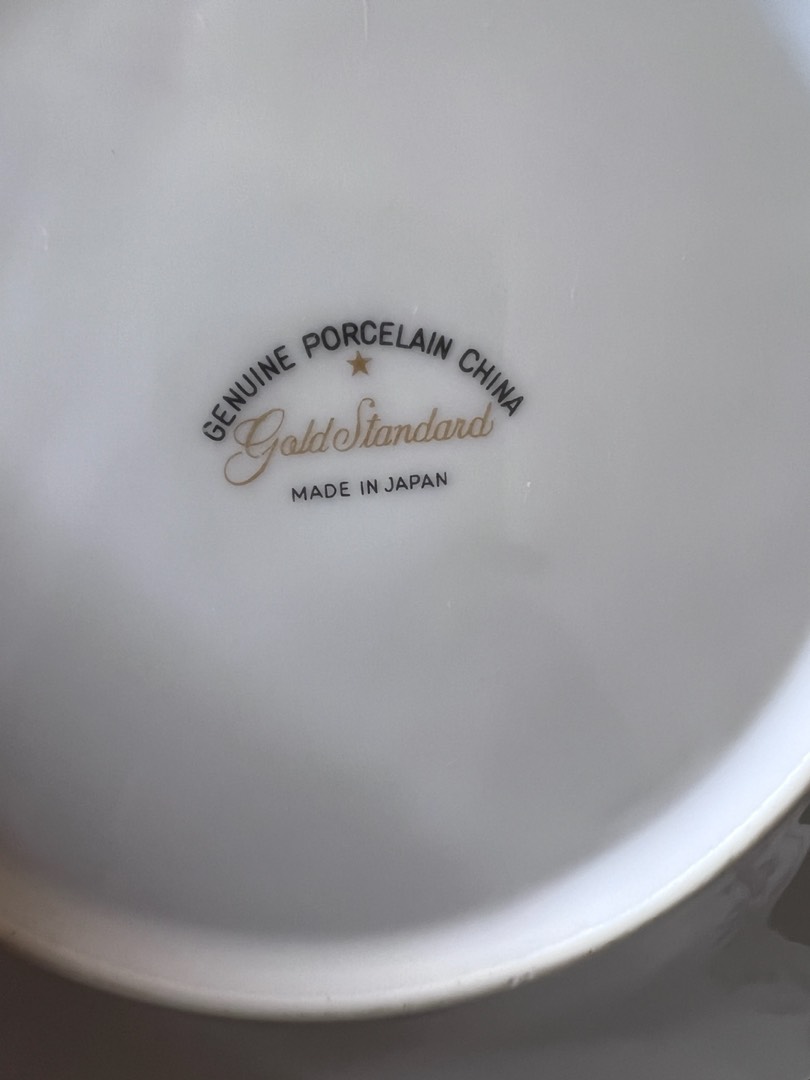 GENUINE PORCELAIN CHINA
Gold Standard
MADE IN JAPAN